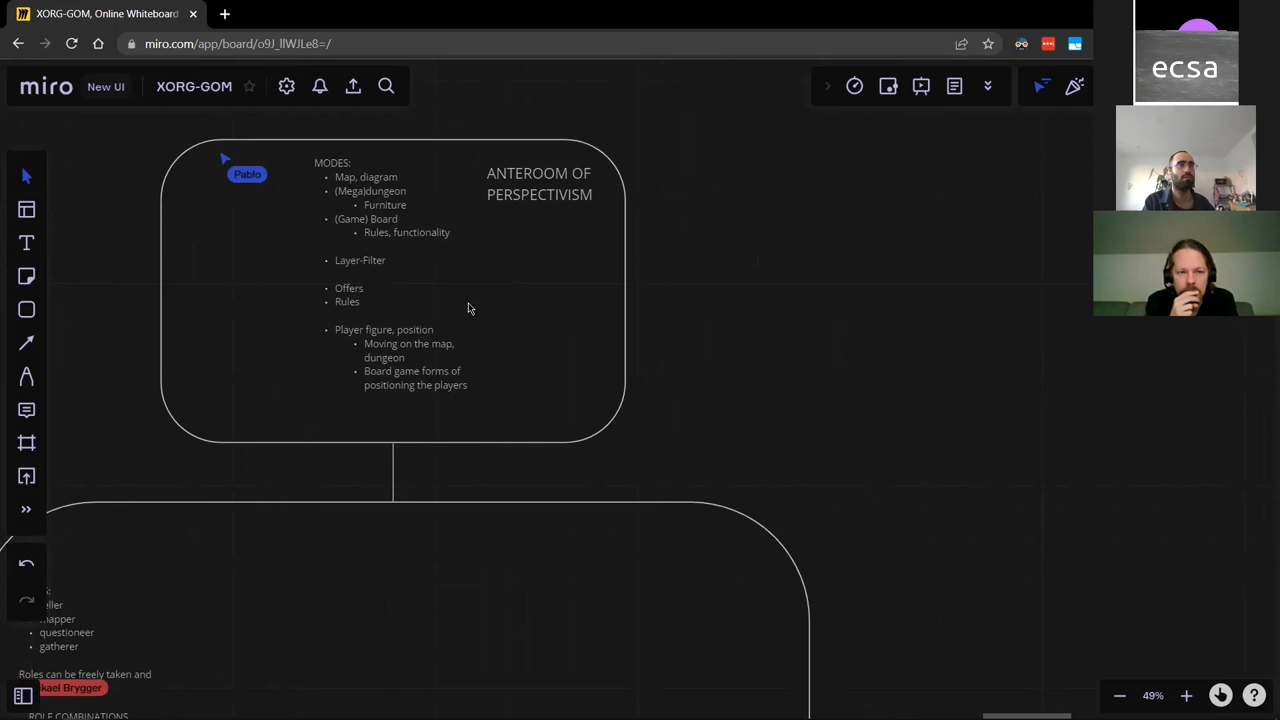 XORG-GOM, Online Whiteboard
miro.com/app/board/o9J_llWJLe8=/
miro
New UI
XORG-GOM
ecsa
Pablo
MODES:
• Map, diagram
• (Mega)dungeon
• Furniture
• (Game) Board
• Rules, functionality
• Layer-Filter
• Offers
• Rules
• Player figure, position
• Moving on the map,
dungeon
• Board game forms of
positioning the players
ANTEROOM OF
PERSPECTIVISM
• questioneer
• gatherer
Roles can be freely taken and
Brygger
ROLE COMBINATIONS
49%